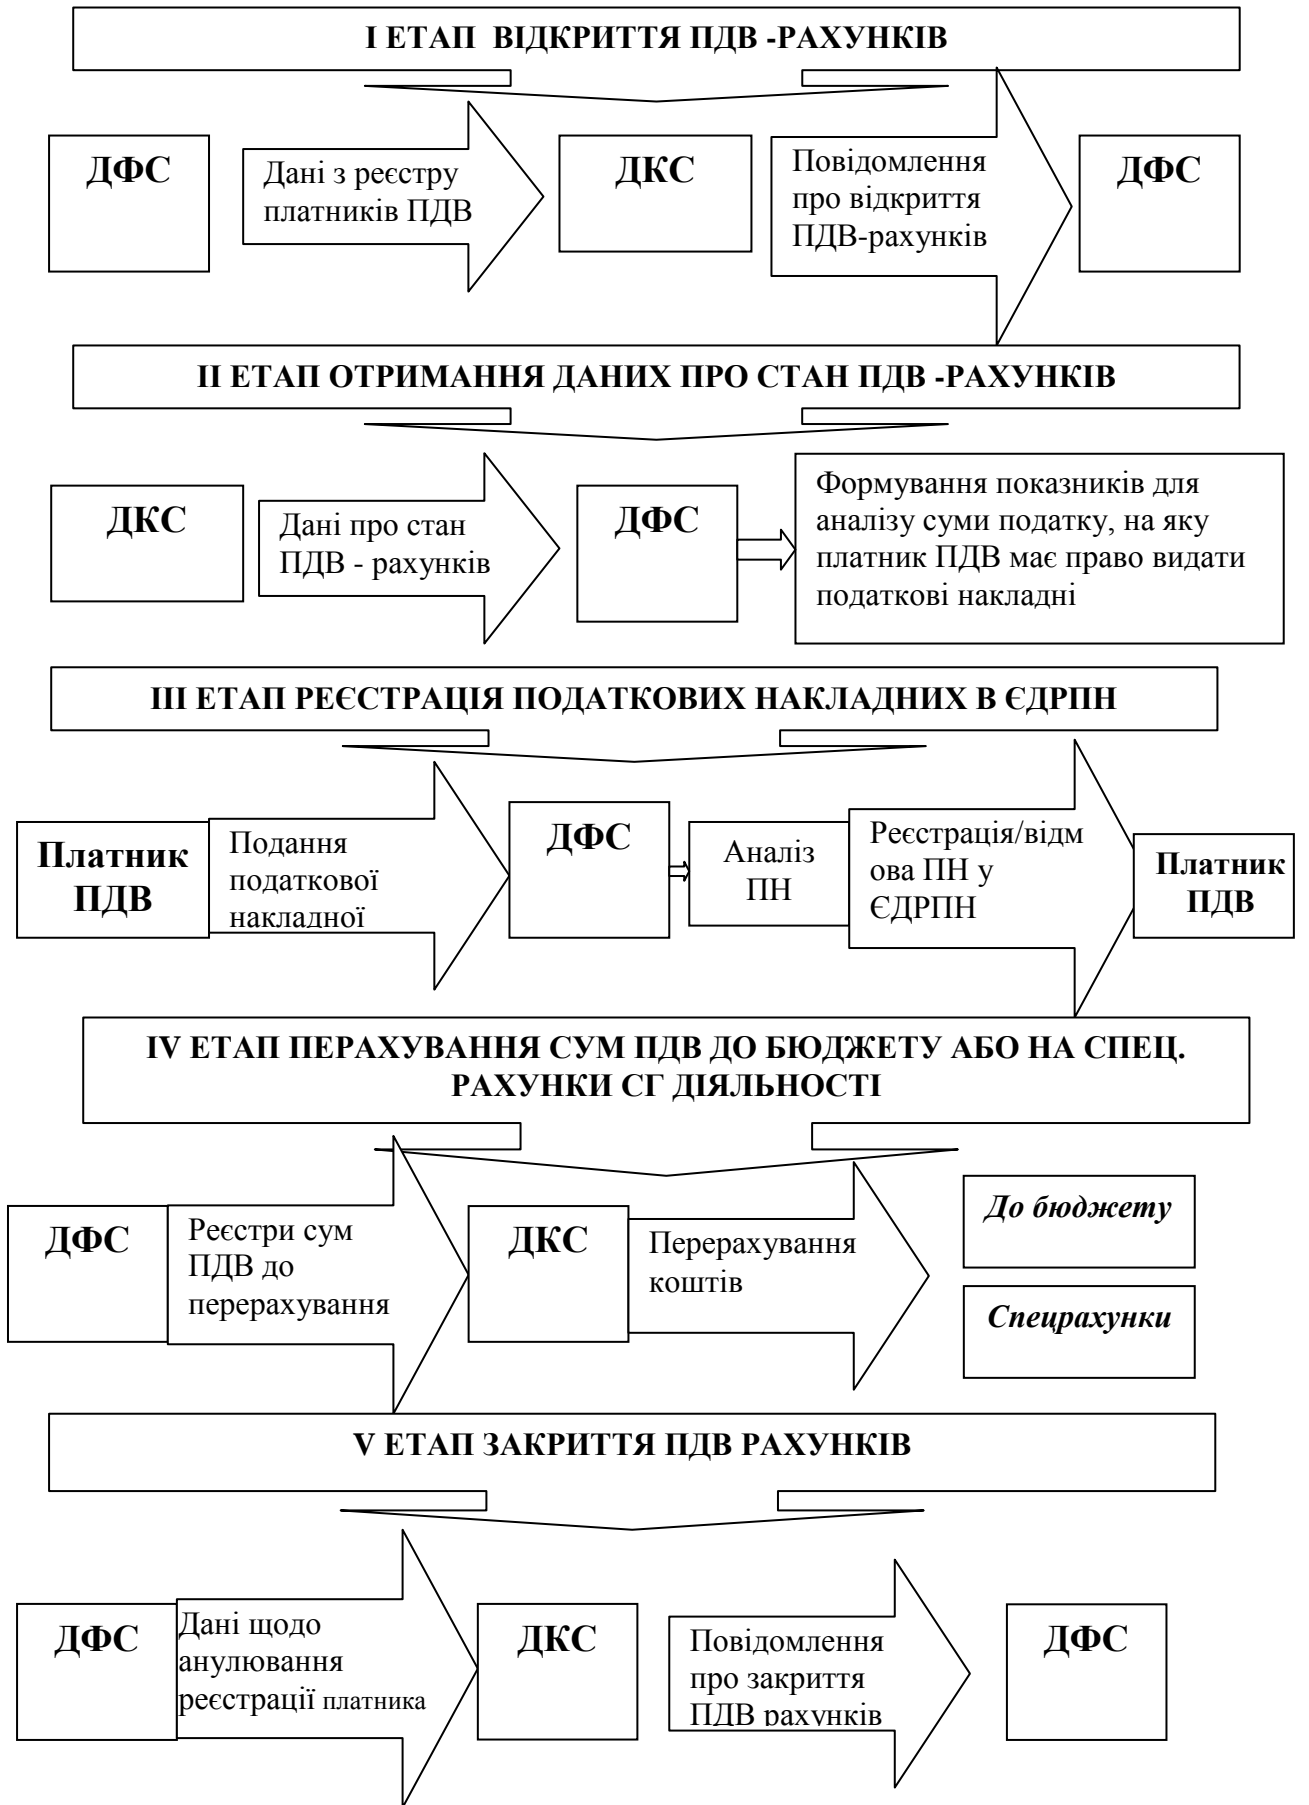 І ЕТАП ВІДКРИТТЯ ПДВ -РАХУНКІВ
ДФС
Дані з реєстру
платників ПДВ
ДКС
Повідомлення
про відкриття
ПДВ-рахунків
ДФС
ІІ ЕТАП ОТРИМАННЯ ДАНИХ ПРО СТАН ПДВ -РАХУНКІВ
ДКС
Дані про стан
ПДВ - рахунків
ДФС
Формування показників для
аналізу суми податку, на яку
платник ПДВ має право видати
податкові накладні
ІІІ ЕТАП РЕЄСТРАЦІЯ ПОДАТКОВИХ НАКЛАДНИХ В ЄДРПН
Платник
ПДВ
Подання
податкової
накладної
ДФС
Аналіз
ПН
Реєстрація/відм
ова ПН у
ЄДРПН
Платник
ПДВ
IV ЕТАП ПЕРАХУВАННЯ СУМ ПДВ ДО БЮДЖЕТУ АБО НА СПЕЦ.
РАХУНКИ СГ ДІЯЛЬНОСТІ
ДФС
Реєстри сум
ПДВ до
перерахування
ДКС
Перерахування
коштів
До бюджету
Спецрахунки
V ЕТАП ЗАКРИТТЯ ПДВ РАХУНКІВ
ДФС
Дані щодо
анулювання
реєстрації платника
ДКС
Повідомлення
про закриття
ПДВ рахунків
ДФС